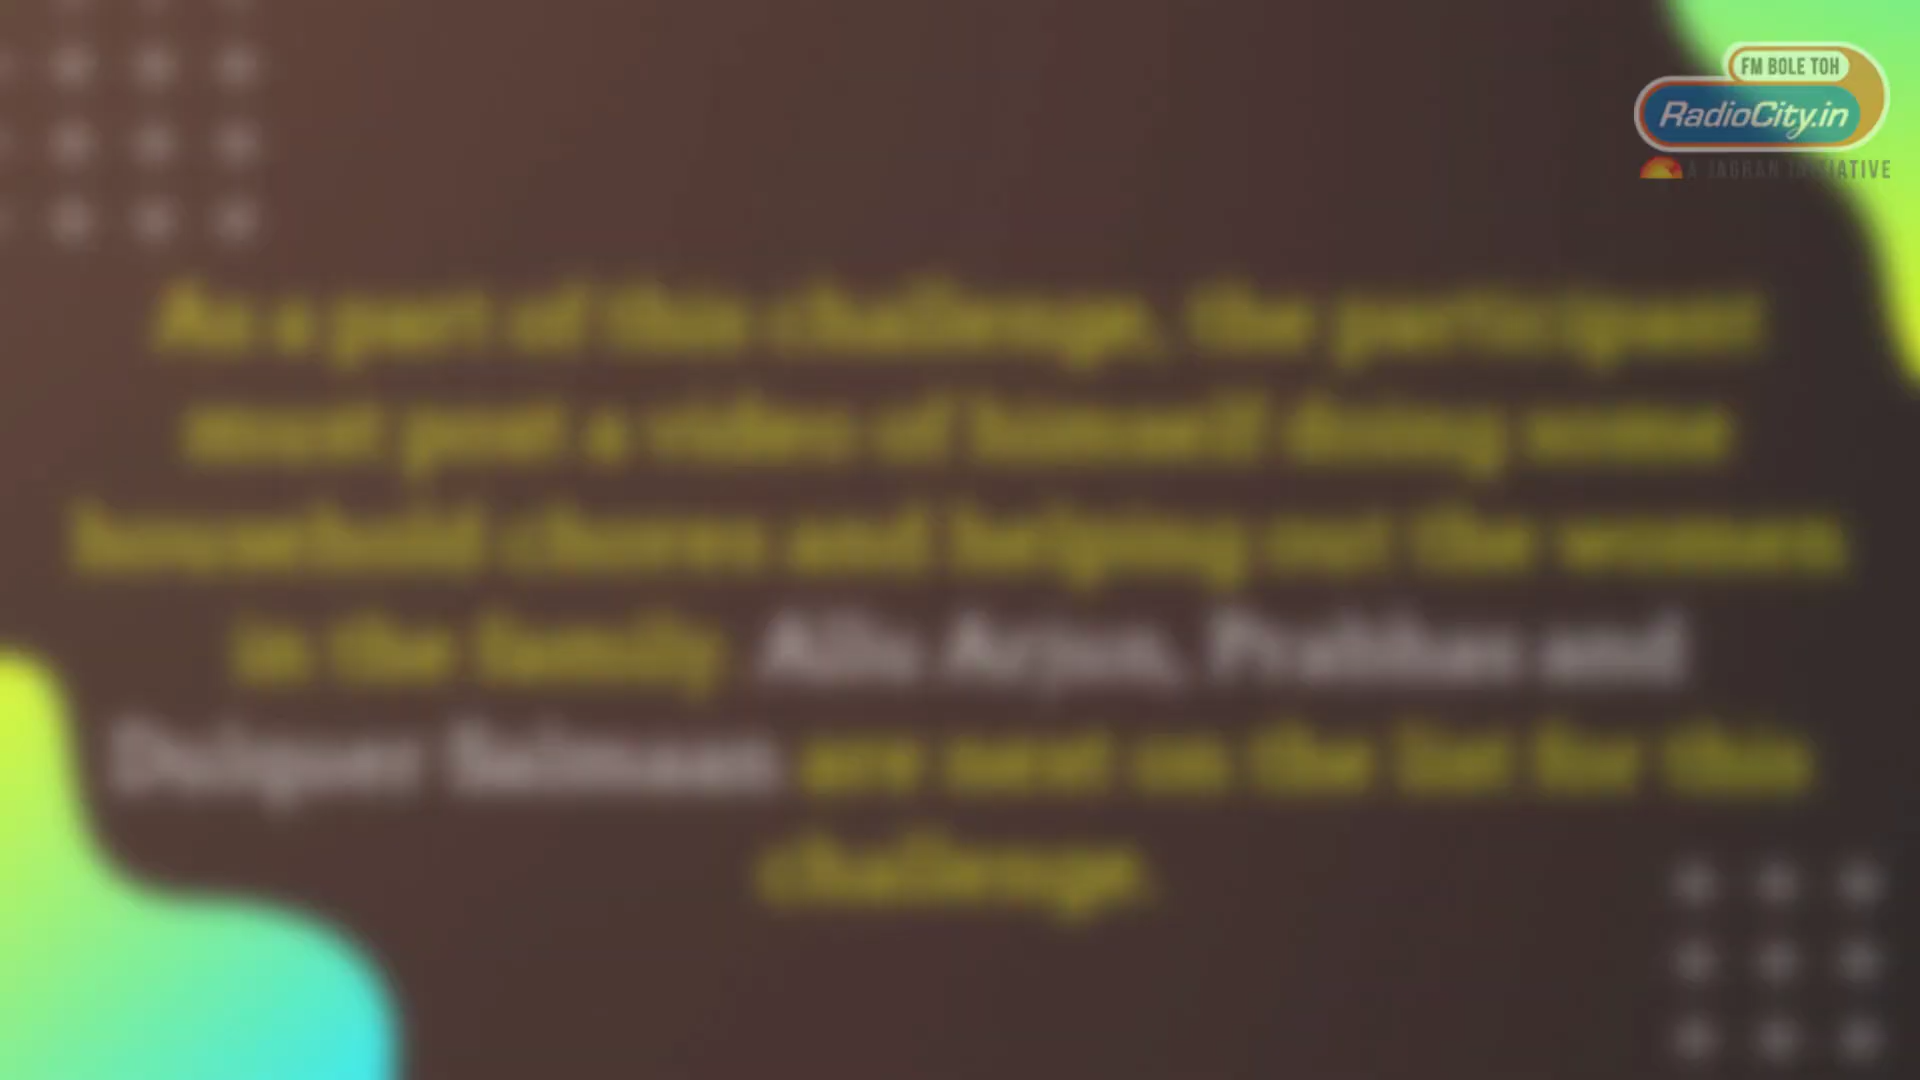 FM BOLE TOH
RadioCity.in
A JAGRAN INITIATIVE
As a part of this challenge, the participant
must post a video of himself doing some
household chores and helping out the women
in the family. Allu Arjun, Prabhas and
Dulquer Salmaan are next on the list for this
challenge.